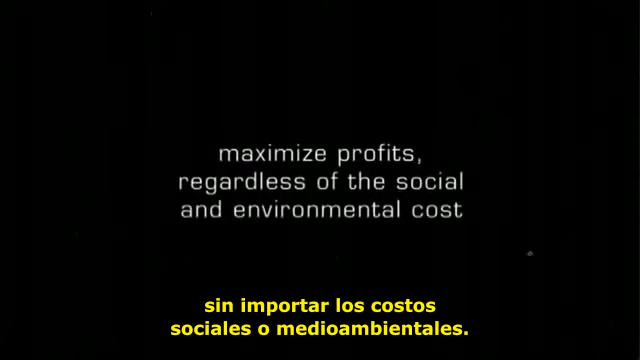 maximize profits,
regardless of the social
and environmental cost
sin importar los costos
sociales o medioambientales.